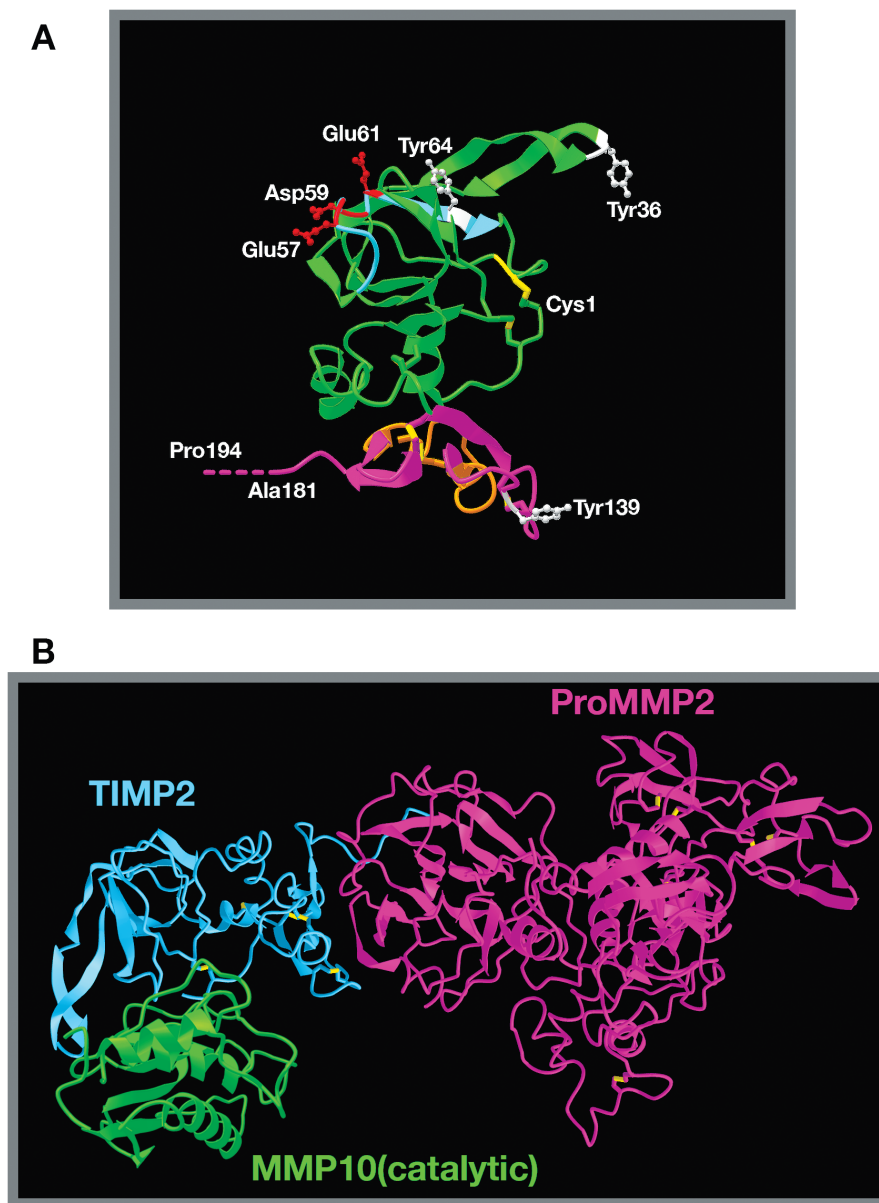 A
Glu61
Tyr64
Asp59
Tyr36
Glu57
Cys1
Pro194
Ala181
Tyr139
B
ProMMP2
TIMP2
MMP10(catalytic)